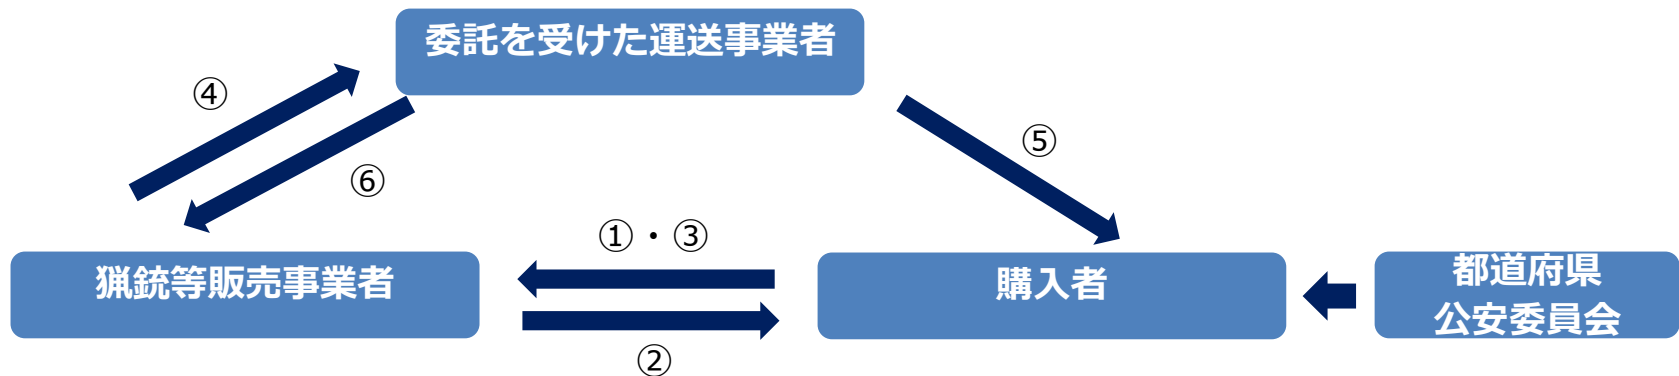 委託を受けた運送事業者
④
⑤
⑥
①・③
猟銃等販売事業者
購入者
都道府県
公安委員会
②